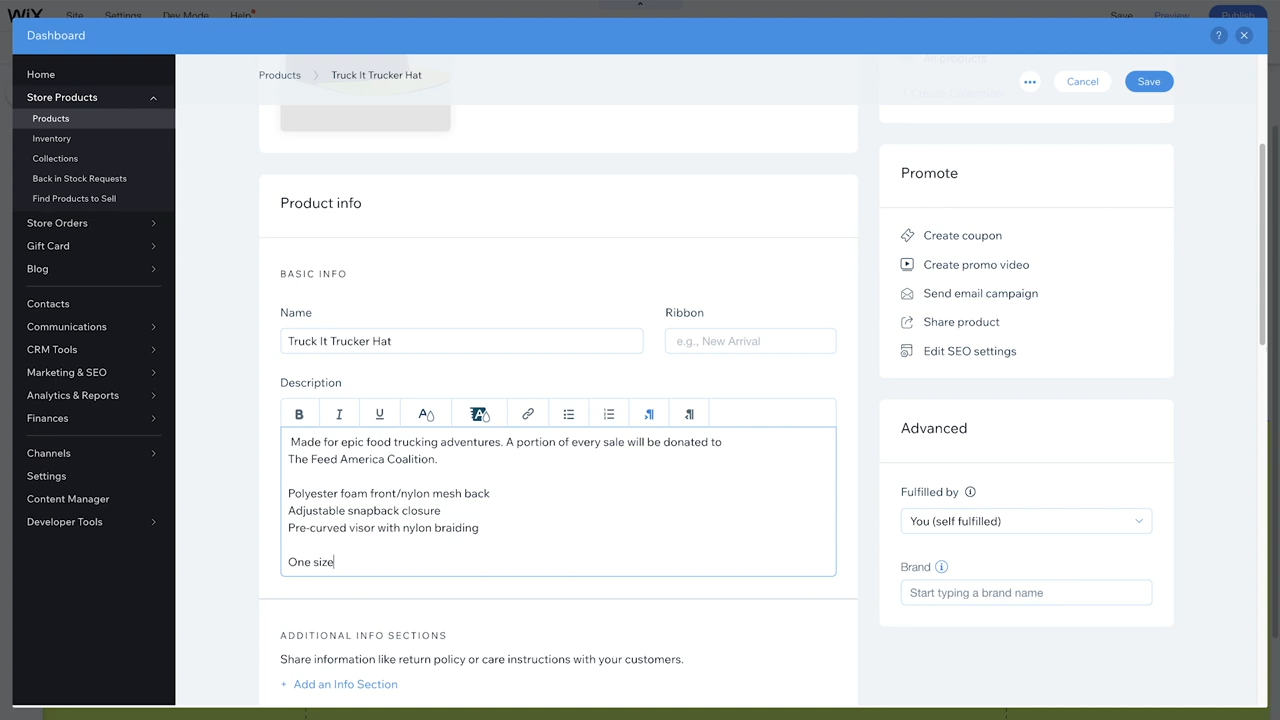 WiX
Site
Settings
Dev Mode
Help
Save
Preview
Publish
Dashboard
?
Home
Store Products
Products
Inventory
Collections
Back in Stock Requests
Find Products to Sell
Store Orders
Gift Card
Blog
Contacts
Communications
CRM Tools
Marketing & SEO
Analytics & Reports
Finances
Channels
Settings
Content Manager
Developer Tools
Products
Truck It Trucker Hat
All products
Cancel
Save
Product info
BASIC INFO
Name
Ribbon
Truck It Trucker Hat
e.g., New Arrival
Description
B I U A A
Made for epic food trucking adventures. A portion of every sale will be donated to
The Feed America Coalition.
Polyester foam front/nylon mesh back
Adjustable snapback closure
Pre-curved visor with nylon braiding
One size
ADDITIONAL INFO SECTIONS
Share information like return policy or care instructions with your customers.
+ Add an Info Section
Promote
Create coupon
Create promo video
Send email campaign
Share product
Edit SEO settings
Advanced
Fulfilled by
You (self fulfilled)
Brand
Start typing a brand name